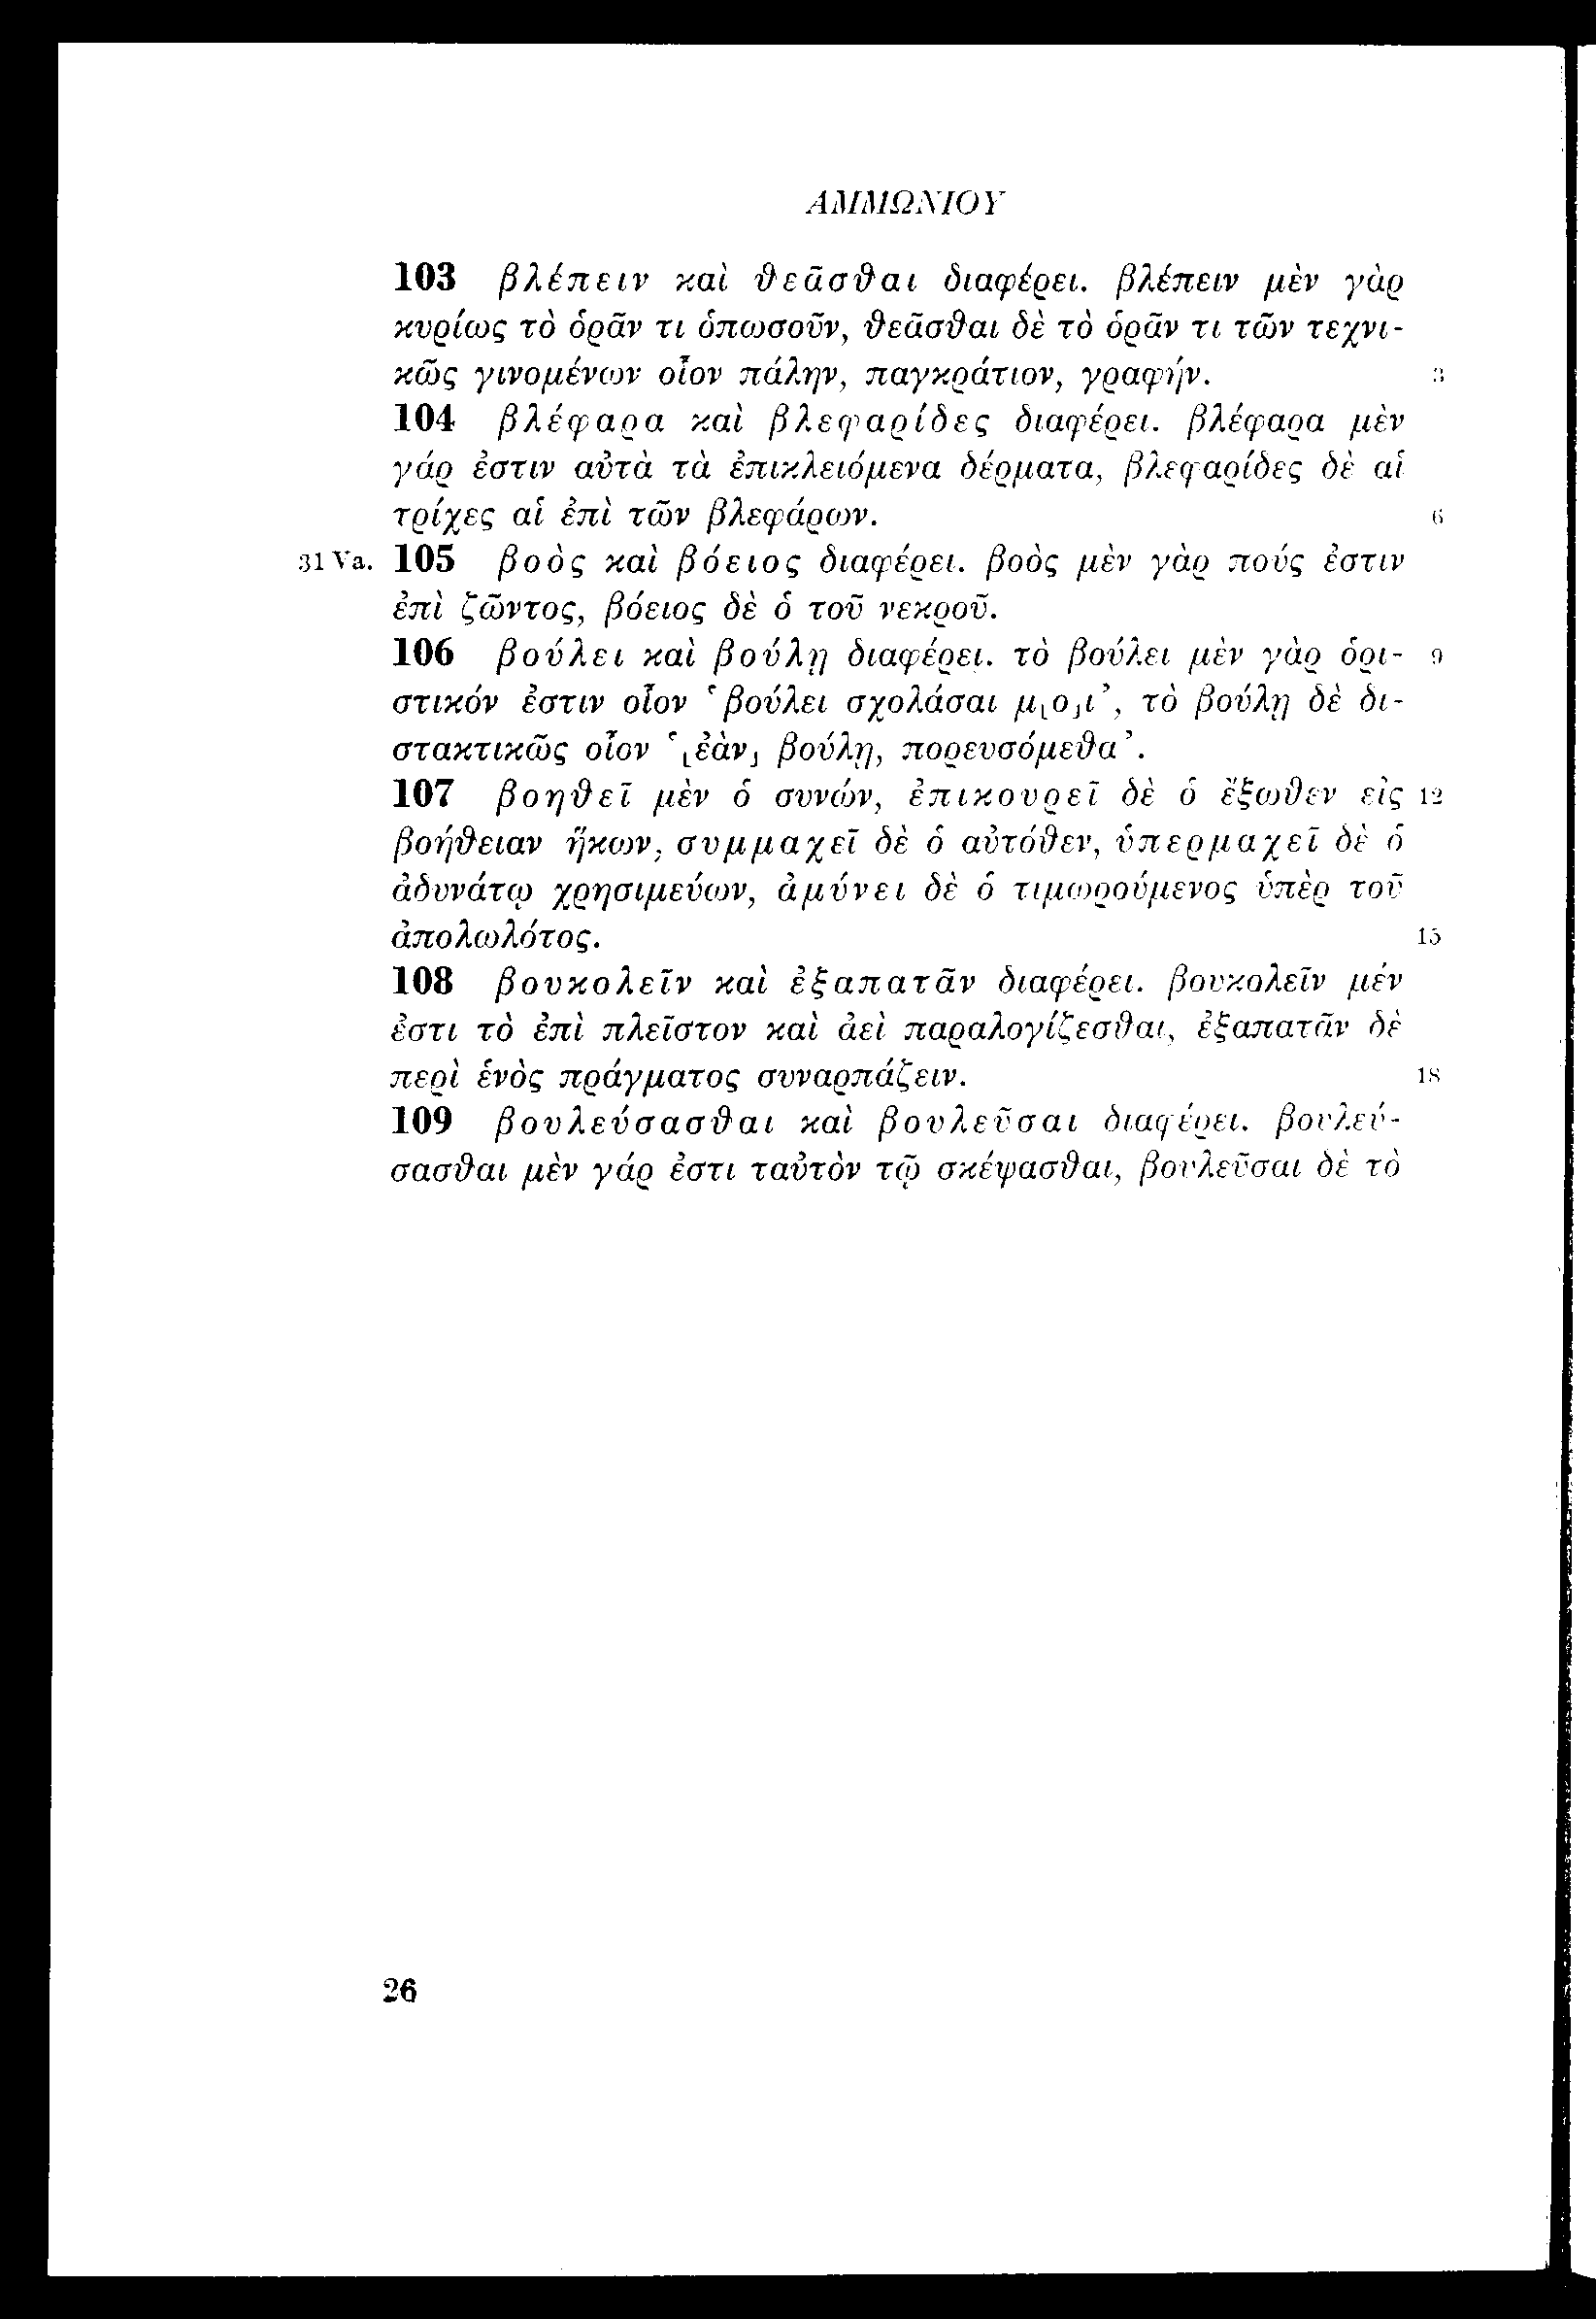 ΑΜΜΩΝΙΟΥ
103 βλέπειν καὶ θεᾶσθαι διαφέρει. βλέπειν μὲν γὰρ
κυρίως τὸ ὁρᾶν τι ὁπωσοῦν, θεᾶσθαι δὲ τὸ ὁρᾶν τι τῶν τεχνι-
κῶς γινομένων οἷον πάλην, παγκράτιον, γραφήν. 3
104 βλέφαρα καὶ βλεφαρίδες διαφέρει. βλέφαρα μὲν
γάρ ἐστιν αὐτὰ τὰ ἐπικλειόμενα δέρματα, βλεφαρίδες δὲ αἱ
τρίχες αἱ ἐπὶ τῶν βλεφάρων. 6
31 Va. 105 βοὸς καὶ βόειος διαφέρει. βοὸς μὲν γὰρ πούς ἐστιν
ἐπὶ ζῶντος, βόειος δὲ ὁ τοῦ νεκροῦ.
106 βούλει καὶ βούλῃ διαφέρει. τὸ βούλει μὲν γὰρ ὁρι- 9
στικόν ἐστιν οἷον ‘βούλει σχολάσαι μ⸤ο⸥ι’, τὸ βούλῃ δὲ δι-
στακτικῶς οἷον ‘⸤ἐὰν⸥ βούλῃ, πορευσόμεθα’.
107 βοηθεῖ μὲν ὁ συνών, ἐπικουρεῖ δὲ ὁ ἔξωθεν εἰς 12
βοήθειαν ἥκων, συμμαχεῖ δὲ ὁ αὐτόθεν, ὑπερμαχεῖ δὲ ὁ
ἀδυνάτῳ χρησιμεύων, ἀμύνει δὲ ὁ τιμωρούμενος ὑπὲρ τοῦ
ἀπολωλότος. 15
108 βουκολεῖν καὶ ἐξαπατᾶν διαφέρει. βουκολεῖν μέν
ἐστι τὸ ἐπὶ πλεῖστον καὶ ἀεὶ παραλογίζεσθαι, ἐξαπατᾶν δὲ
περὶ ἑνὸς πράγματος συναρπάζειν. 18
109 βουλεύσασθαι καὶ βουλεῦσαι διαφέρει. βουλεύ-
σασθαι μὲν γάρ ἐστι ταὐτὸν τῷ σκέψασθαι, βουλεῦσαι δὲ τὸ
26